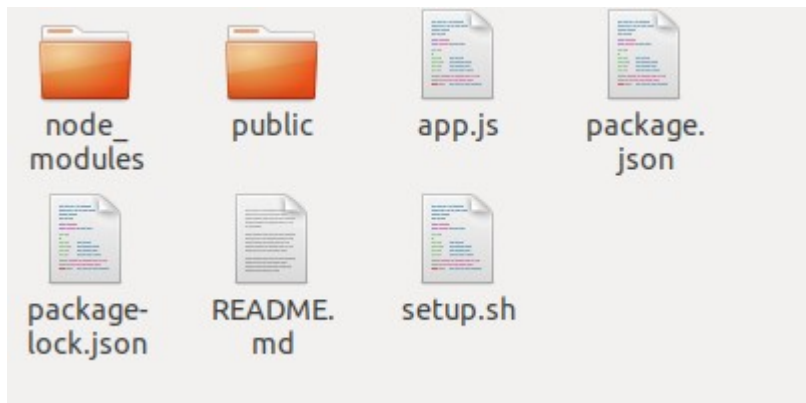 node_
modules
public
app.js
package.
json
package-
lock.json
README.
md
setup.sh